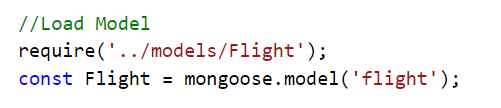 //Load Model
require('../models/Flight');
const Flight = mongoose.model('flight');